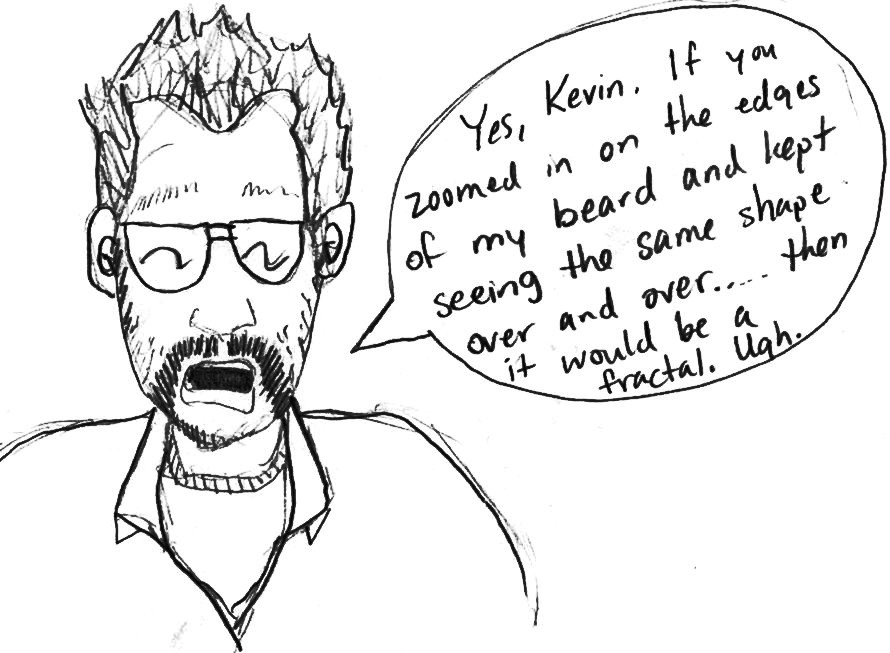 Yes, Kevin. If you
zoomed in on the edges
of my beard and kept
seeing the same shape
over and over..... then
it would be a
fractal. Ugh.